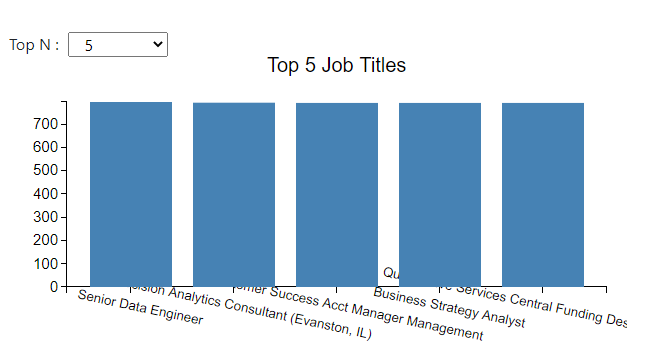 Top N :
5
Top 5 Job Titles
700
600
500
400
300
200
100
0
Senior Data Engineer
Analytics Consultant (Evanston, IL)
Success Acct Manager Management
Business Strategy Analyst
Services Central Funding